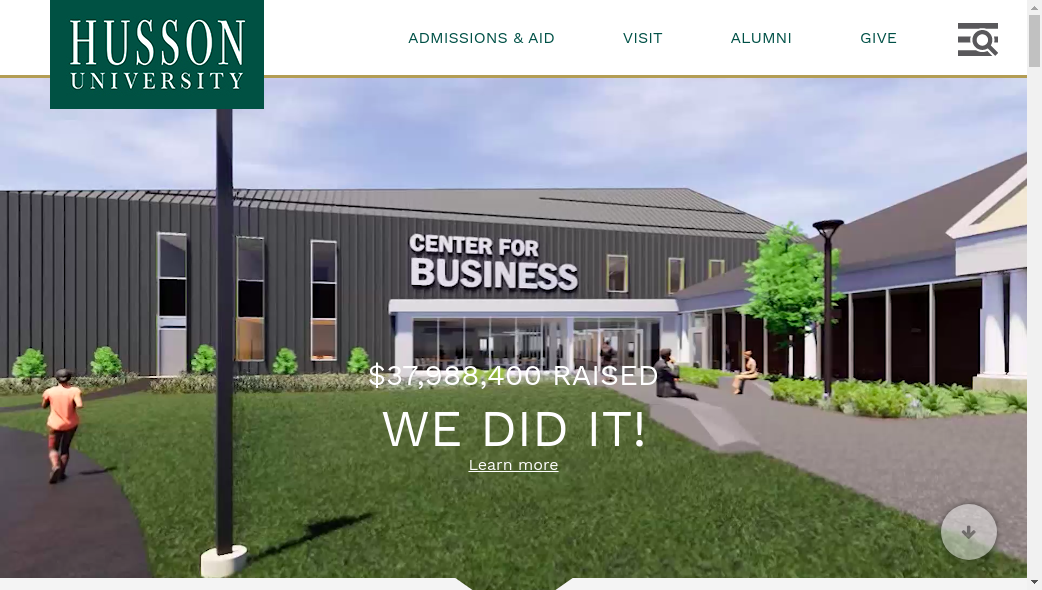 HUSSON
UNIVERSITY
ADMISSIONS & AID
VISIT
ALUMNI
GIVE
CENTER FOR
BUSINESS
$37,988,400 RAISED
WE DID IT!
Learn more